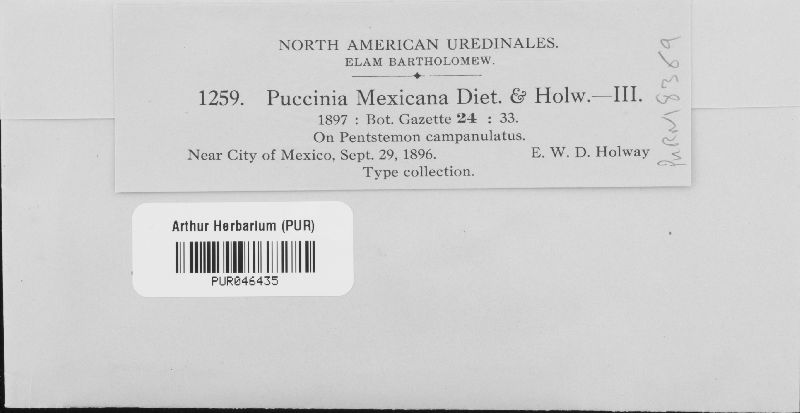 NORTH AMERICAN UREDINALES.
ELAM BARTHOLOMEW.
1259. Puccinia Mexicana Diet. & Holw.—III.
1897 : Bot. Gazette 24 : 33.
On Pentstemon campanulatus.
Near City of Mexico, Sept. 29, 1896. E. W. D. Holway
Type collection.
PURN18369
Arthur Herbarium (PUR)
PUR046435